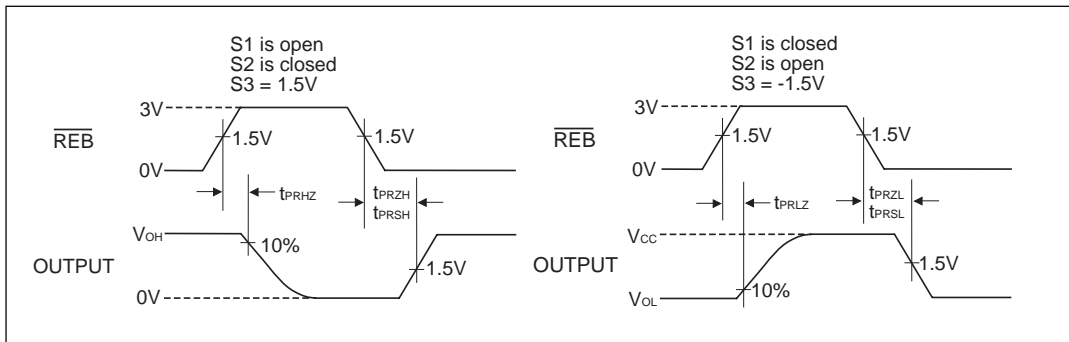 S1 is open
S2 is closed
S3 = 1.5V
3V
REB
1.5V
1.5V
0V
tPRHZ
tPRZH
tPRSH
VOH
10%
OUTPUT
1.5V
0V
S1 is closed
S2 is open
S3 = -1.5V
3V
REB
1.5V
1.5V
0V
tPRLZ
tPRZL
tPRSL
VCC
OUTPUT
1.5V
VOL
10%